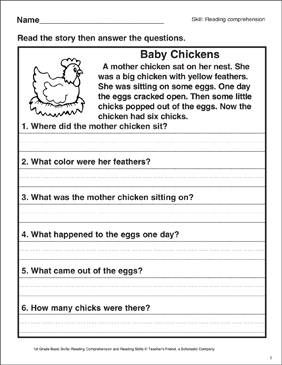 Name
Skill: Reading comprehension
Read the story then answer the questions.
Baby Chickens
A mother chicken sat on her nest. She
was a big chicken with yellow feathers.
She was sitting on some eggs. One day
the eggs cracked open. Then some little
chicks popped out of the eggs. Now the
chicken had six chicks.
1. Where did the mother chicken sit?
2. What color were her feathers?
3. What was the mother chicken sitting on?
4. What happened to the eggs one day?
5. What came out of the eggs?
6. How many chicks were there?
1st Grade Basic Skills: Reading Comprehension and Reading Skills © Teacher's Friend, a Scholastic Company